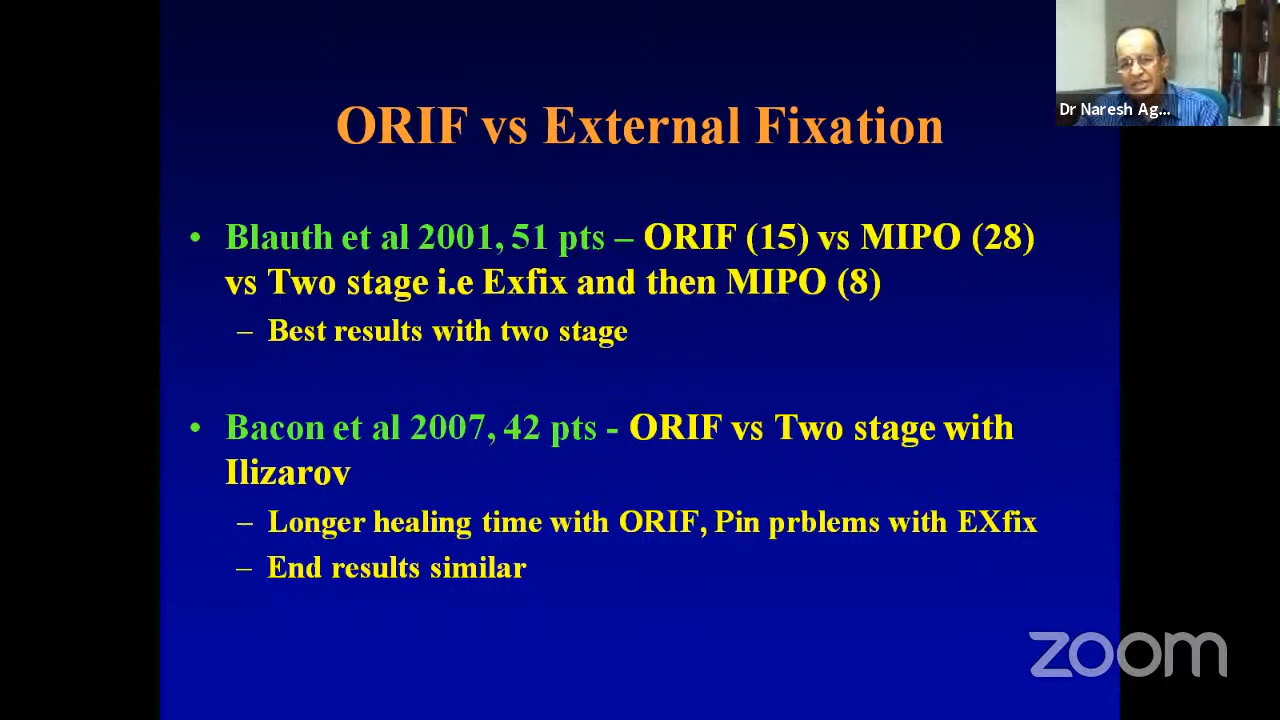 Dr Naresh Ag...
ORIF vs External Fixation
• Blauth et al 2001, 51 pts – ORIF (15) vs MIPO (28)
vs Two stage i.e Exfix and then MIPO (8)
– Best results with two stage
• Bacon et al 2007, 42 pts - ORIF vs Two stage with
Ilizarov
– Longer healing time with ORIF, Pin prblems with EXfix
– End results similar
zoom